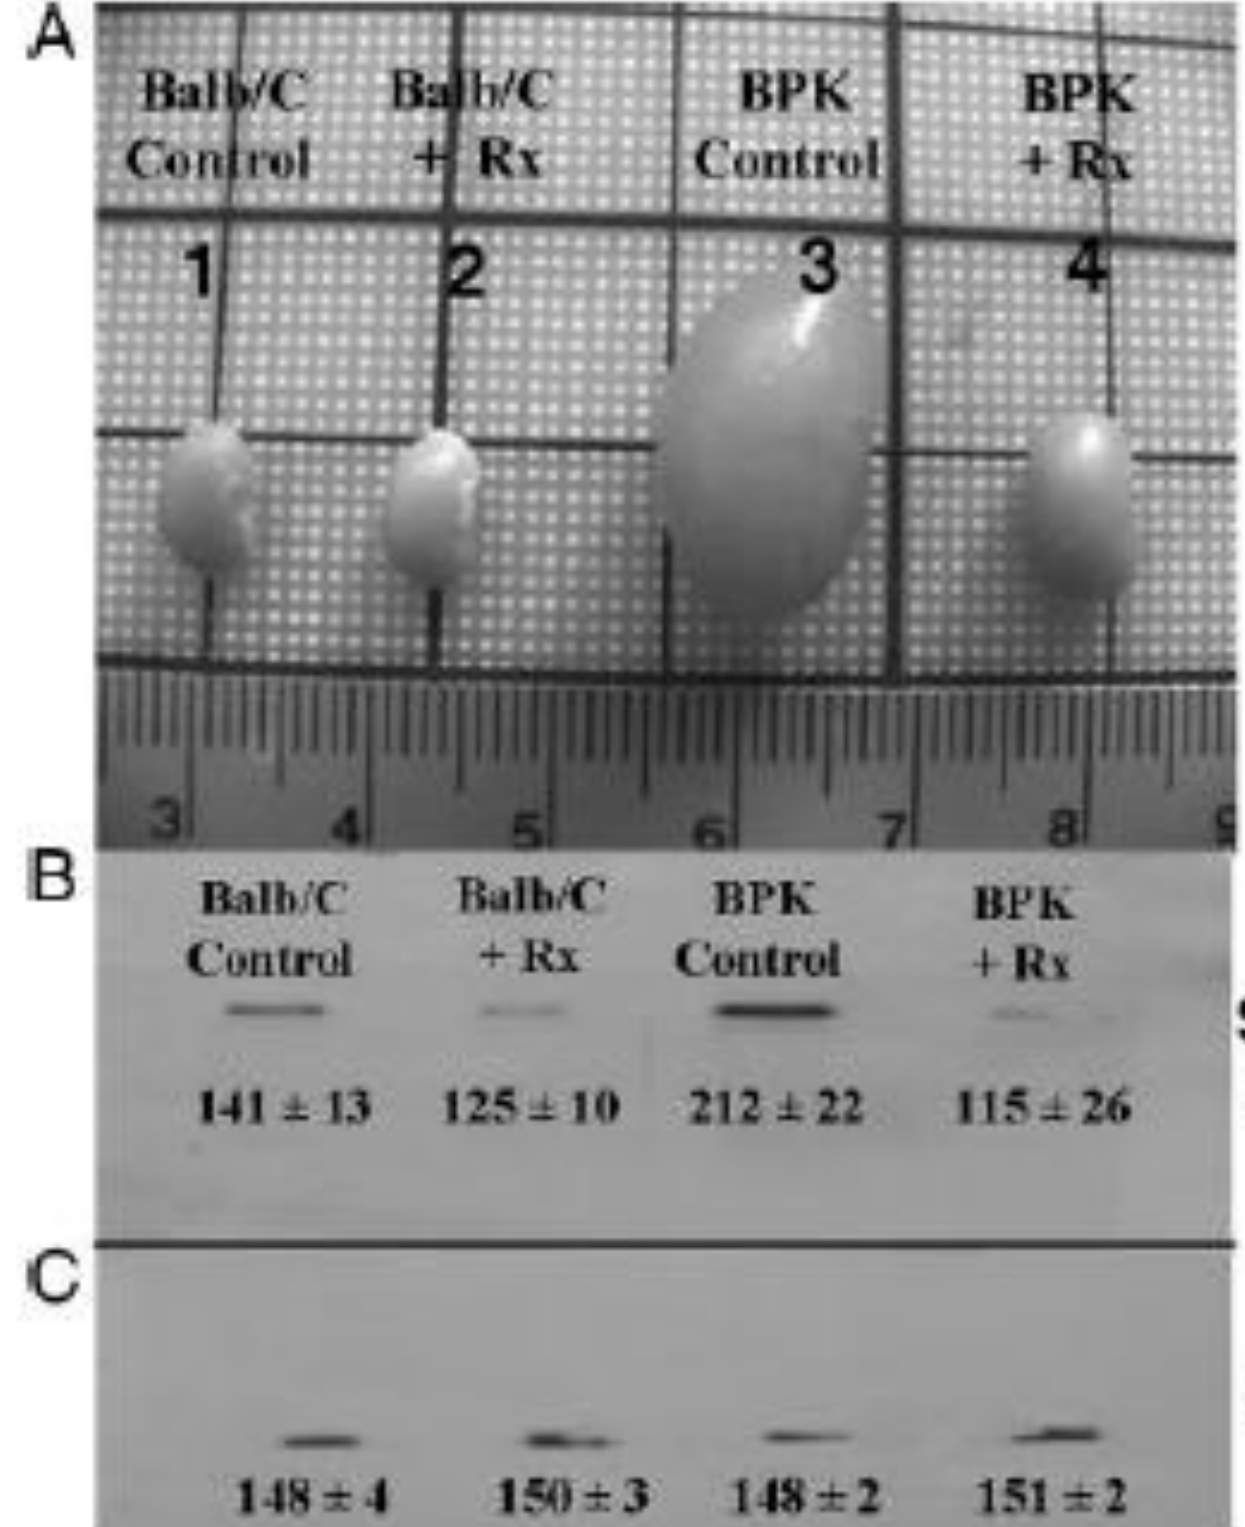 A
Balb/C Balb/C BPK BPK
Control + Rx Control + Rx
1 2 3 4
3 4 5 6 7 8 9
B
Balb/C Balb/C BPK BPK
Control + Rx Control + Rx
141 ± 13 125 ± 10 212 ± 22 115 ± 26
C
148 ± 4 150 ± 3 148 ± 2 151 ± 2